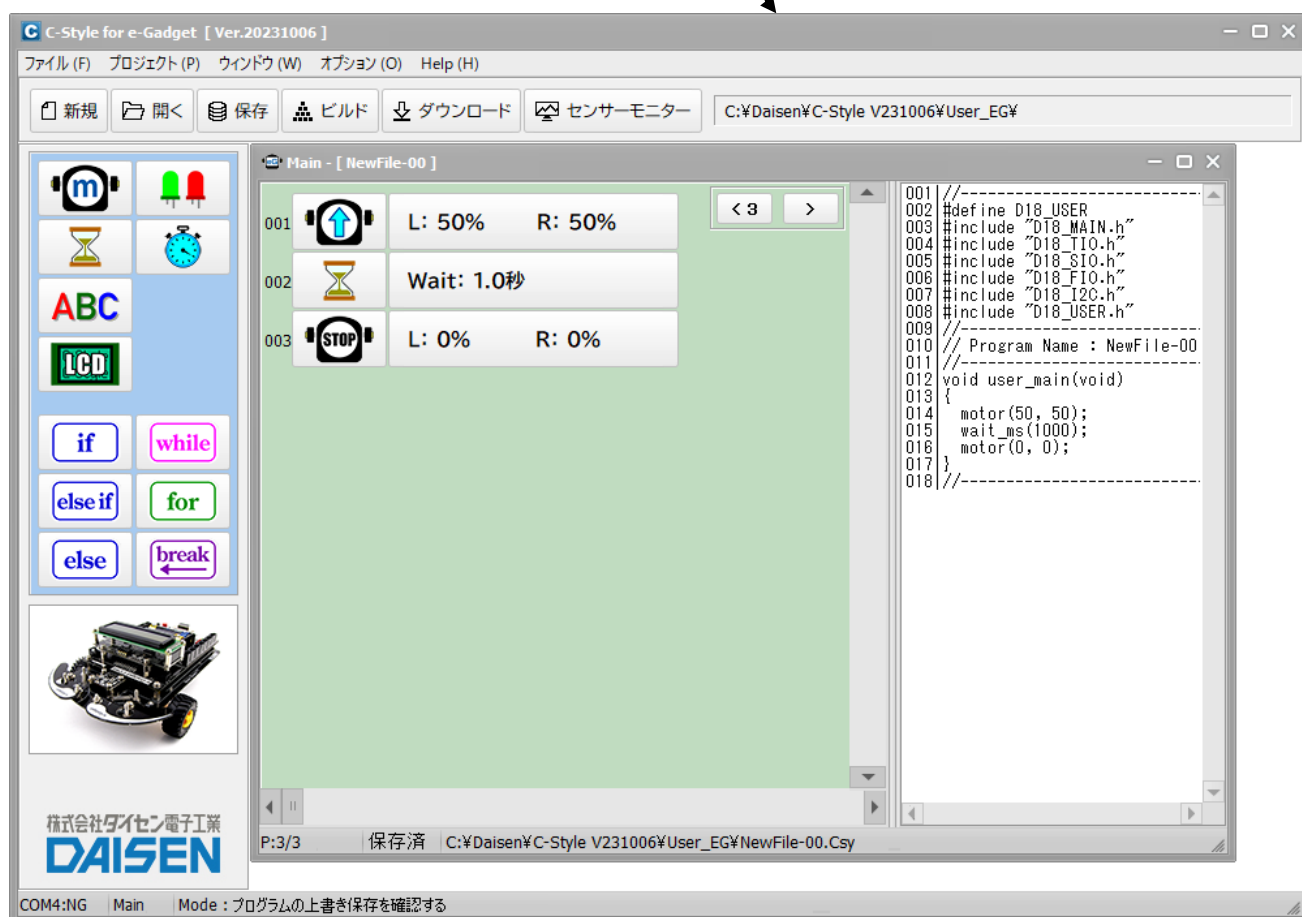 C-Style for e-Gadget [ Ver.20231006 ]
ファイル (F) プロジェクト (P) ウィンドウ (W) オプション (O) Help (H)
新規 開く 保存 ビルド ダウンロード センサーモニター C:¥Daisen¥C-Style V231006¥User_EG¥
m
ABC
LCD
if while
else if for
else break
株式会社ダイセン電子工業
DAISEN
Main - [ NewFile-00 ]
< 3 >
001 L: 50% R: 50%
002 Wait: 1.0秒
003 STOP L: 0% R: 0%
001 //---------------------------
002 #define D18_USER
003 #include "D18_MAIN.h"
004 #include "D18_TIO.h"
005 #include "D18_SIO.h"
006 #include "D18_FIO.h"
007 #include "D18_I2C.h"
008 #include "D18_USER.h"
009 //---------------------------
010 // Program Name : NewFile-00
011 //---------------------------
012 void user_main(void)
013 {
014 motor(50, 50);
015 wait_ms(1000);
016 motor(0, 0);
017 }
018 //---------------------------
P:3/3 保存済 C:¥Daisen¥C-Style V231006¥User_EG¥NewFile-00.Csy
COM4:NG Main Mode : プログラムの上書き保存を確認する